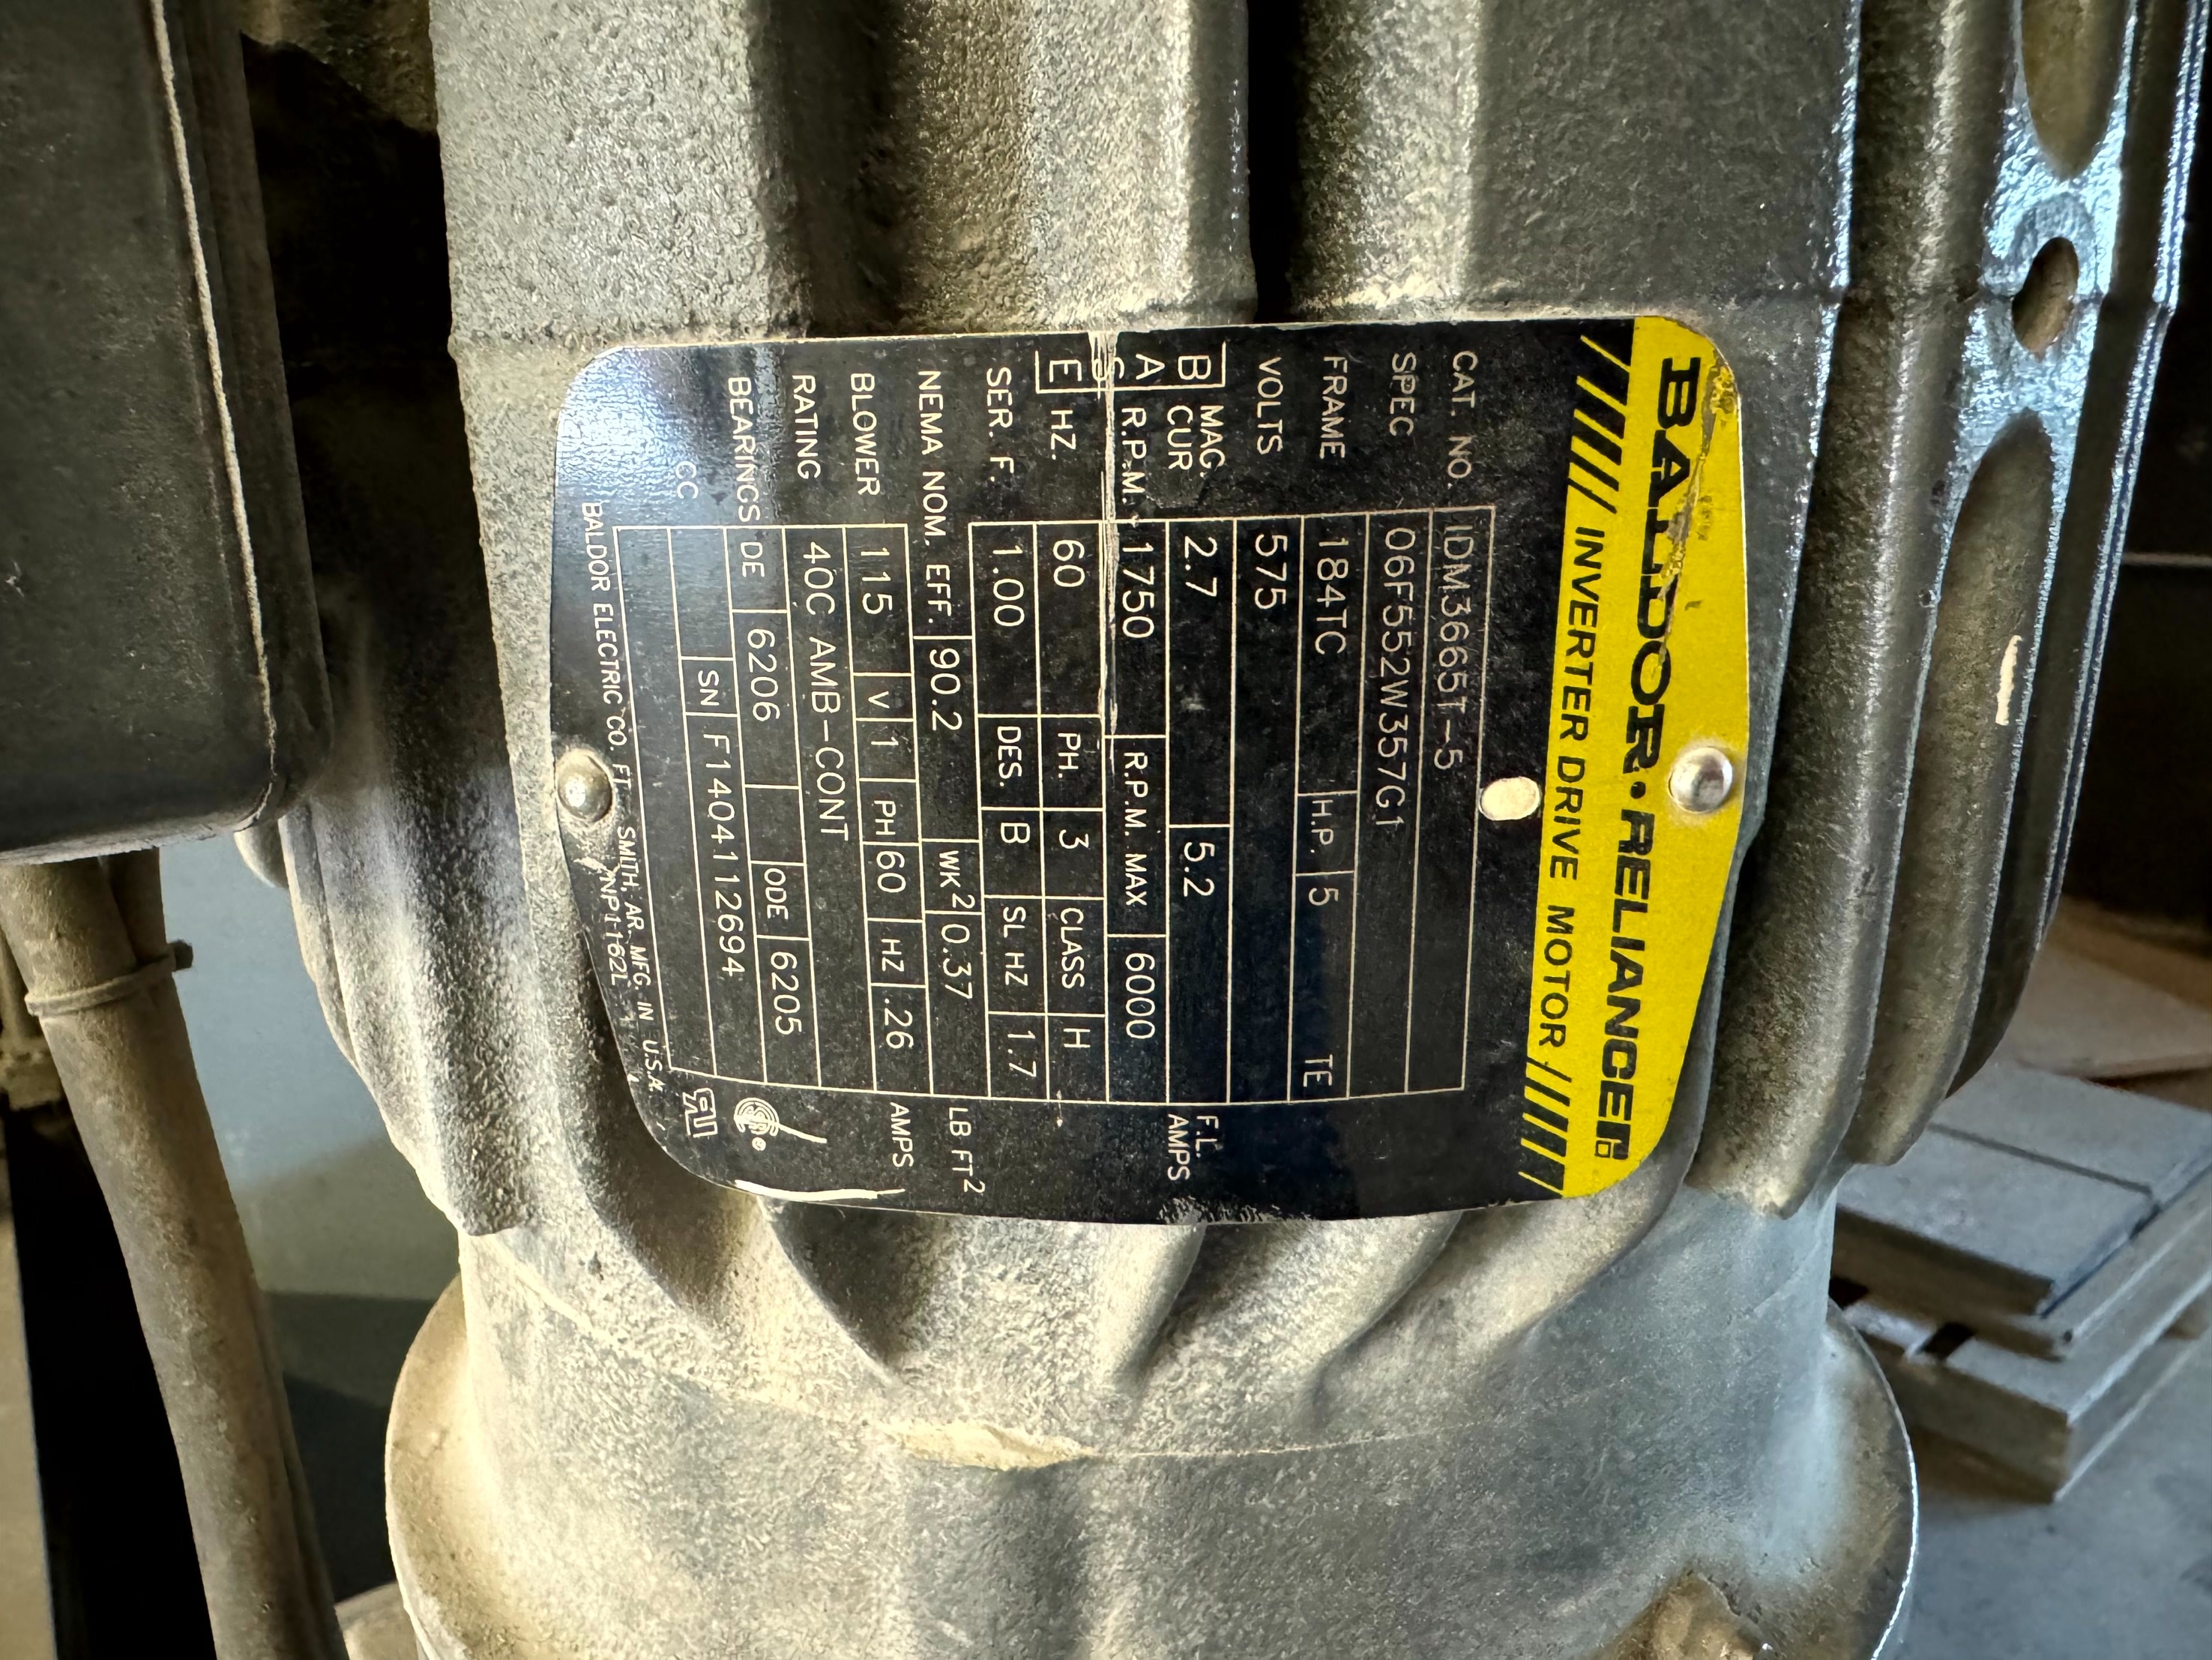 BALDOR · RELIANCER
INVERTER DRIVE MOTOR
CAT. NO. IDM3665T-5
SPEC 06F552W357G1
FRAME 184TC H.P. 5 TE
VOLTS 575
MAG. CUR 2.7 5.2 F.L. AMPS
R.P.M. 1750 R.P.M. MAX 6000
BASE
HZ. 60 PH. 3 CLASS H
SER. F. 1.00 DES. B SL HZ 1.7
NEMA NOM. EFF. 90.2 WK2 0.37 LB FT2
BLOWER 115 V 1 PH 60 HZ .26 AMPS
RATING 40C AMB-CONT
BEARINGS DE 6206 ODE 6205
CC SN F1404112694
BALDOR ELECTRIC CO. FT. SMITH, AR. MFG. IN U.S.A.
NP1162L